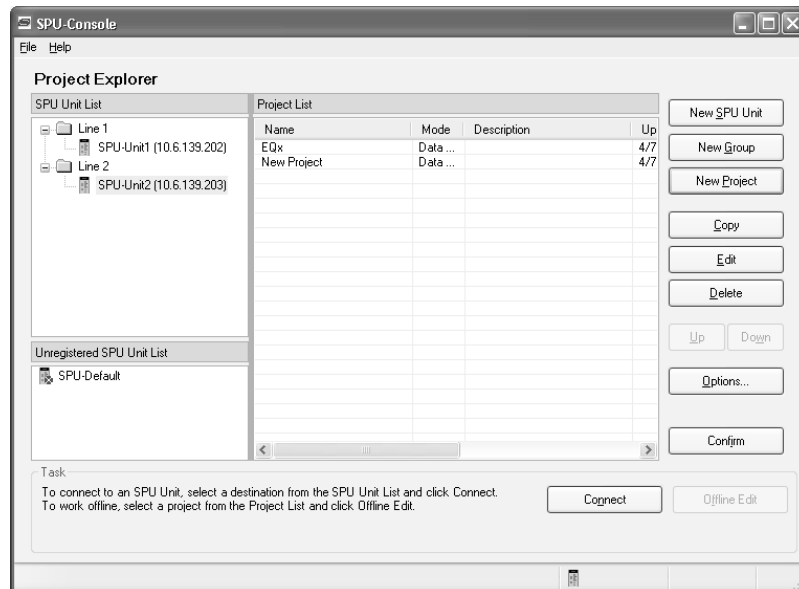 SPU-Console
File Help
Project Explorer
SPU Unit List
Line 1
SPU-Unit1 (10.6.139.202)
Line 2
SPU-Unit2 (10.6.139.203)
Unregistered SPU Unit List
SPU-Default
Project List
Name Mode Description Up
EQx Data ... 4/7
New Project Data ... 4/7
New SPU Unit
New Group
New Project
Copy
Edit
Delete
Up Down
Options...
Confirm
Task
To connect to an SPU Unit, select a destination from the SPU Unit List and click Connect.
To work offline, select a project from the Project List and click Offline Edit.
Connect
Offline Edit